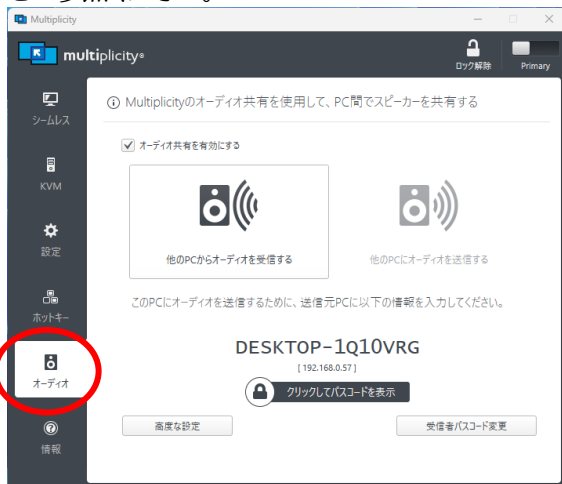 Multiplicity
multiplicity®
ロック解除
Primary
シームレス
KVM
設定
ホットキー
オーディオ
情報
Multiplicityのオーディオ共有を使用して、PC間でスピーカーを共有する
オーディオ共有を有効にする
他のPCからオーディオを受信する
他のPCにオーディオを送信する
このPCにオーディオを送信するために、送信元PCに以下の情報を入力してください。
DESKTOP-1Q10VRG
[ 192.168.0.57 ]
クリックしてパスコードを表示
高度な設定
受信者パスコード変更